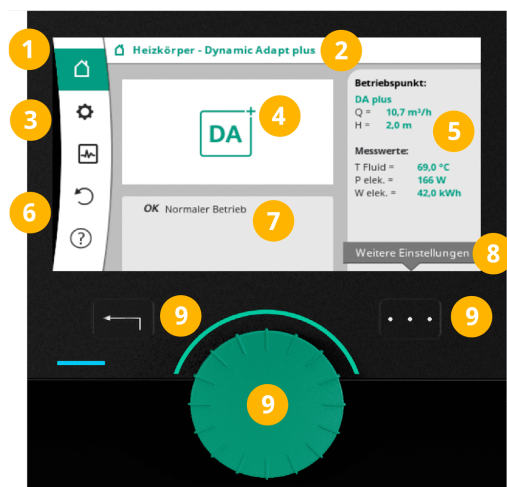 1
Heizkörper - Dynamic Adapt plus
2
3
DA+
4
Betriebspunkt:
DA plus
Q = 10,7 m³/h
H = 2,0 m
5
Messwerte:
T Fluid = 69,0 °C
P elek. = 166 W
W elek. = 42,0 kWh
6
?
OK Normaler Betrieb
7
Weitere Einstellungen
8
9
9
9